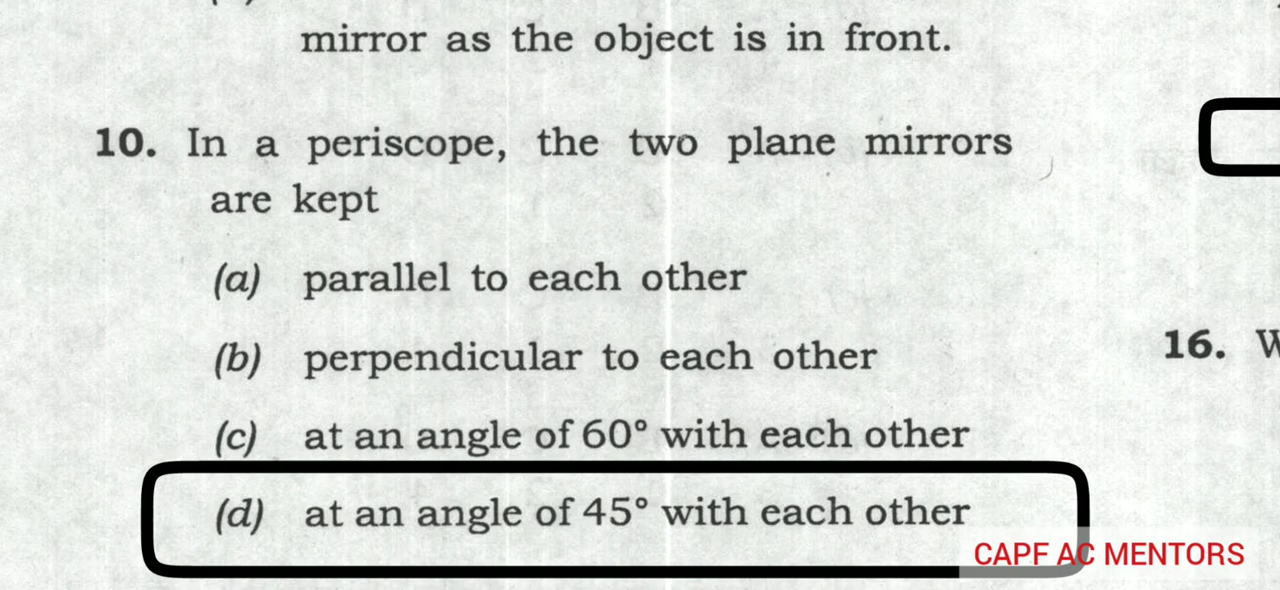 mirror as the object is in front.
10. In a periscope, the two plane mirrors
are kept
(a) parallel to each other
(b) perpendicular to each other
(c) at an angle of 60° with each other
(d) at an angle of 45° with each other
CAPF AC MENTORS
16. W